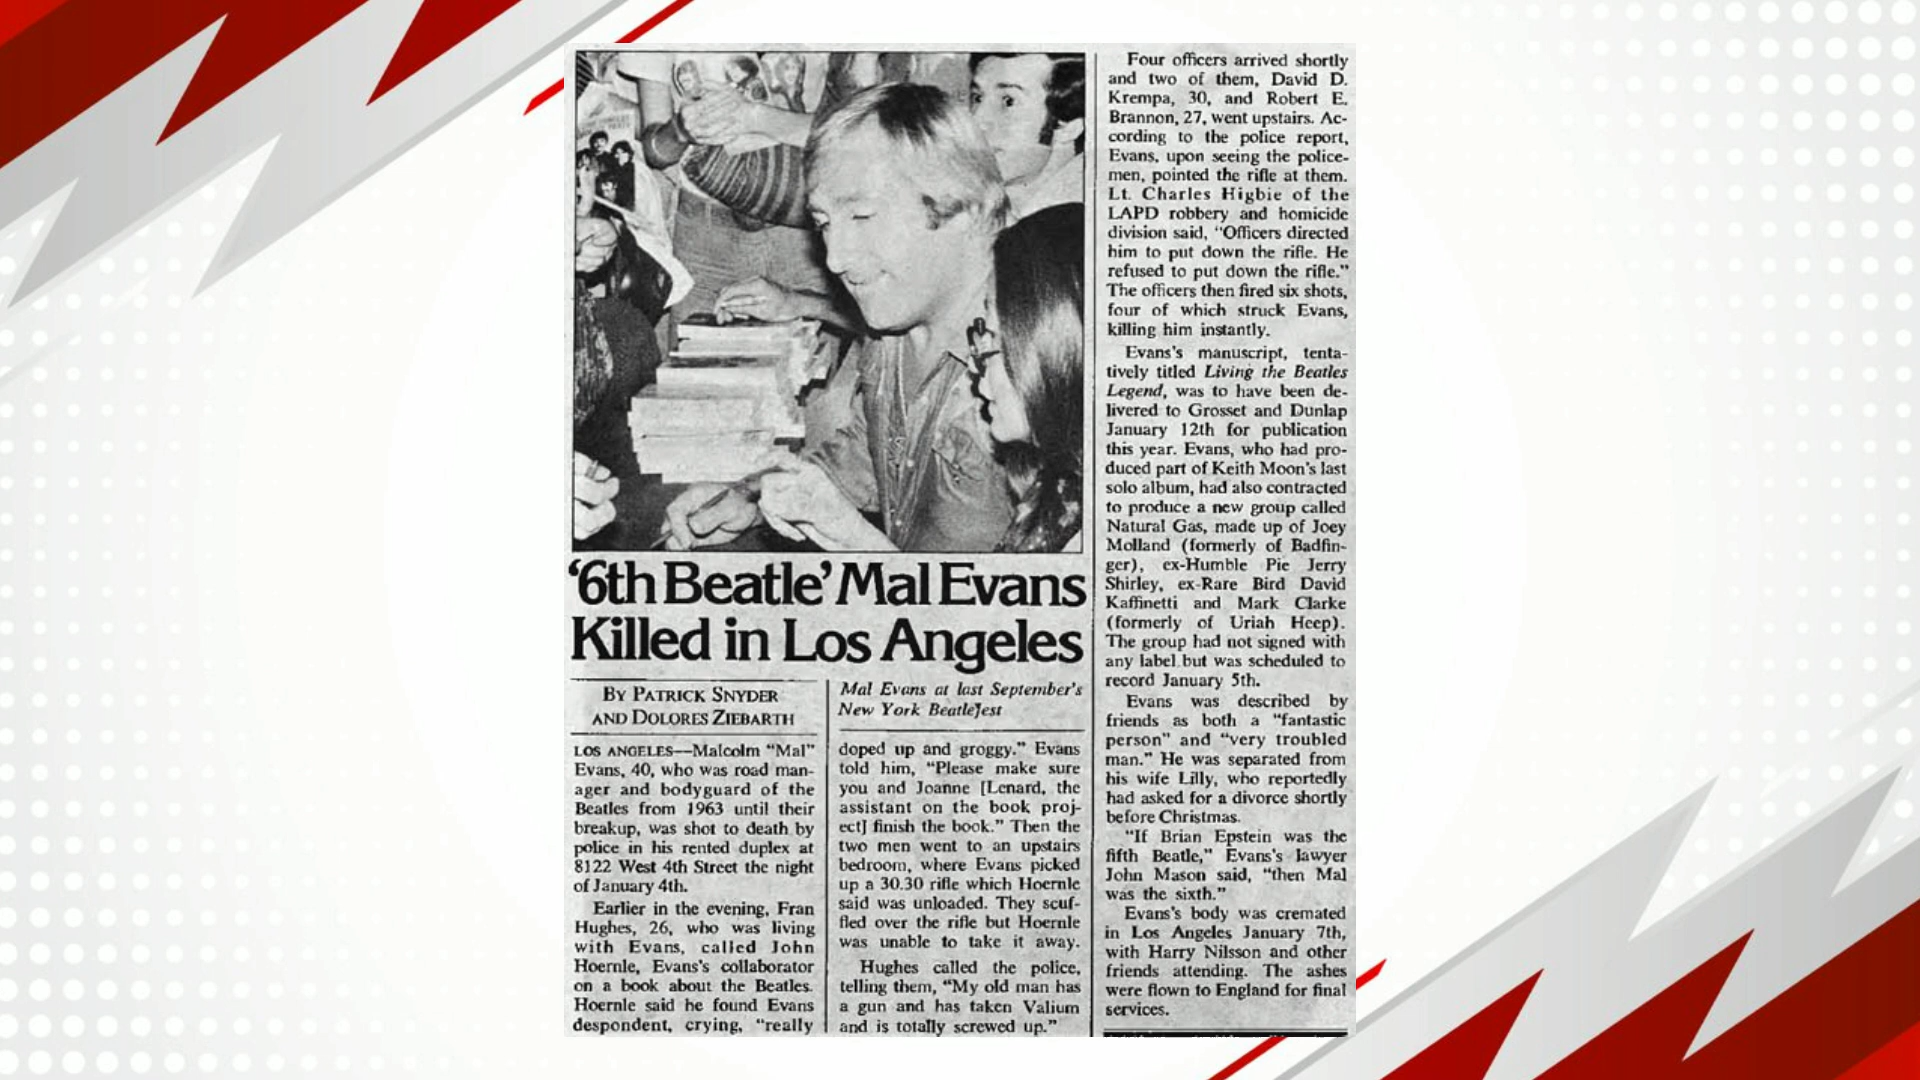 ‘6th Beatle’ Mal Evans
Killed in Los Angeles
BY PATRICK SNYDER
AND DOLORES ZIEBARTH
Mal Evans at last September's
New York Beatlefest
LOS ANGELES—Malcolm “Mal”
Evans, 40, who was road man-
ager and bodyguard of the
Beatles from 1963 until their
breakup, was shot to death by
police in his rented duplex at
8122 West 4th Street the night
of January 4th.
Earlier in the evening, Fran
Hughes, 26, who was living
with Evans, called John
Hoernle, Evans's collaborator
on a book about the Beatles.
Hoernle said he found Evans
despondent, crying, “really
doped up and groggy.” Evans
told him, “Please make sure
you and Joanne [Lenard, the
assistant on the book proj-
ect] finish the book.” Then the
two men went to an upstairs
bedroom, where Evans picked
up a 30.30 rifle which Hoernle
said was unloaded. They scuf-
fled over the rifle but Hoernle
was unable to take it away.
Hughes called the police,
telling them, “My old man has
a gun and has taken Valium
and is totally screwed up.”
Four officers arrived shortly
and two of them, David D.
Krempa, 30, and Robert E.
Brannon, 27, went upstairs. Ac-
cording to the police report,
Evans, upon seeing the police-
men, pointed the rifle at them.
Lt. Charles Higbie of the
LAPD robbery and homicide
division said, “Officers directed
him to put down the rifle. He
refused to put down the rifle.”
The officers then fired six shots,
four of which struck Evans,
killing him instantly.
Evans's manuscript, tenta-
tively titled Living the Beatles
Legend, was to have been de-
livered to Grosset and Dunlap
January 12th for publication
this year. Evans, who had pro-
duced part of Keith Moon's last
solo album, had also contracted
to produce a new group called
Natural Gas, made up of Joey
Molland (formerly of Badfin-
ger), ex-Humble Pie Jerry
Shirley, ex-Rare Bird David
Kaffinetti and Mark Clarke
(formerly of Uriah Heep).
The group had not signed with
any label but was scheduled to
record January 5th.
Evans was described by
friends as both a “fantastic
person” and “very troubled
man.” He was separated from
his wife Lilly, who reportedly
had asked for a divorce shortly
before Christmas.
“If Brian Epstein was the
fifth Beatle,” Evans's lawyer
John Mason said, “then Mal
was the sixth.”
Evans's body was cremated
in Los Angeles January 7th,
with Harry Nilsson and other
friends attending. The ashes
were flown to England for final
services.